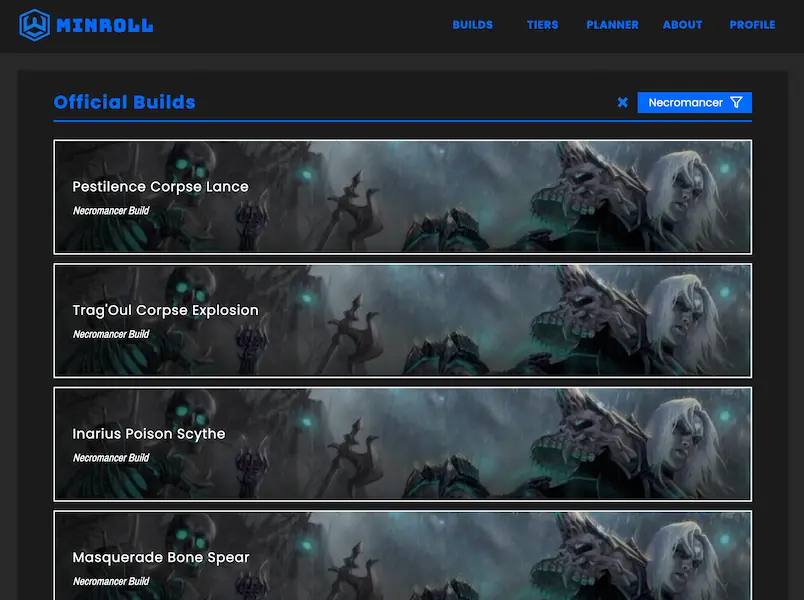 MINROLL
BUILDS TIERS PLANNER ABOUT PROFILE
Official Builds
Necromancer
Pestilence Corpse Lance
Necromancer Build
Trag'Oul Corpse Explosion
Necromancer Build
Inarius Poison Scythe
Necromancer Build
Masquerade Bone Spear
Necromancer Build